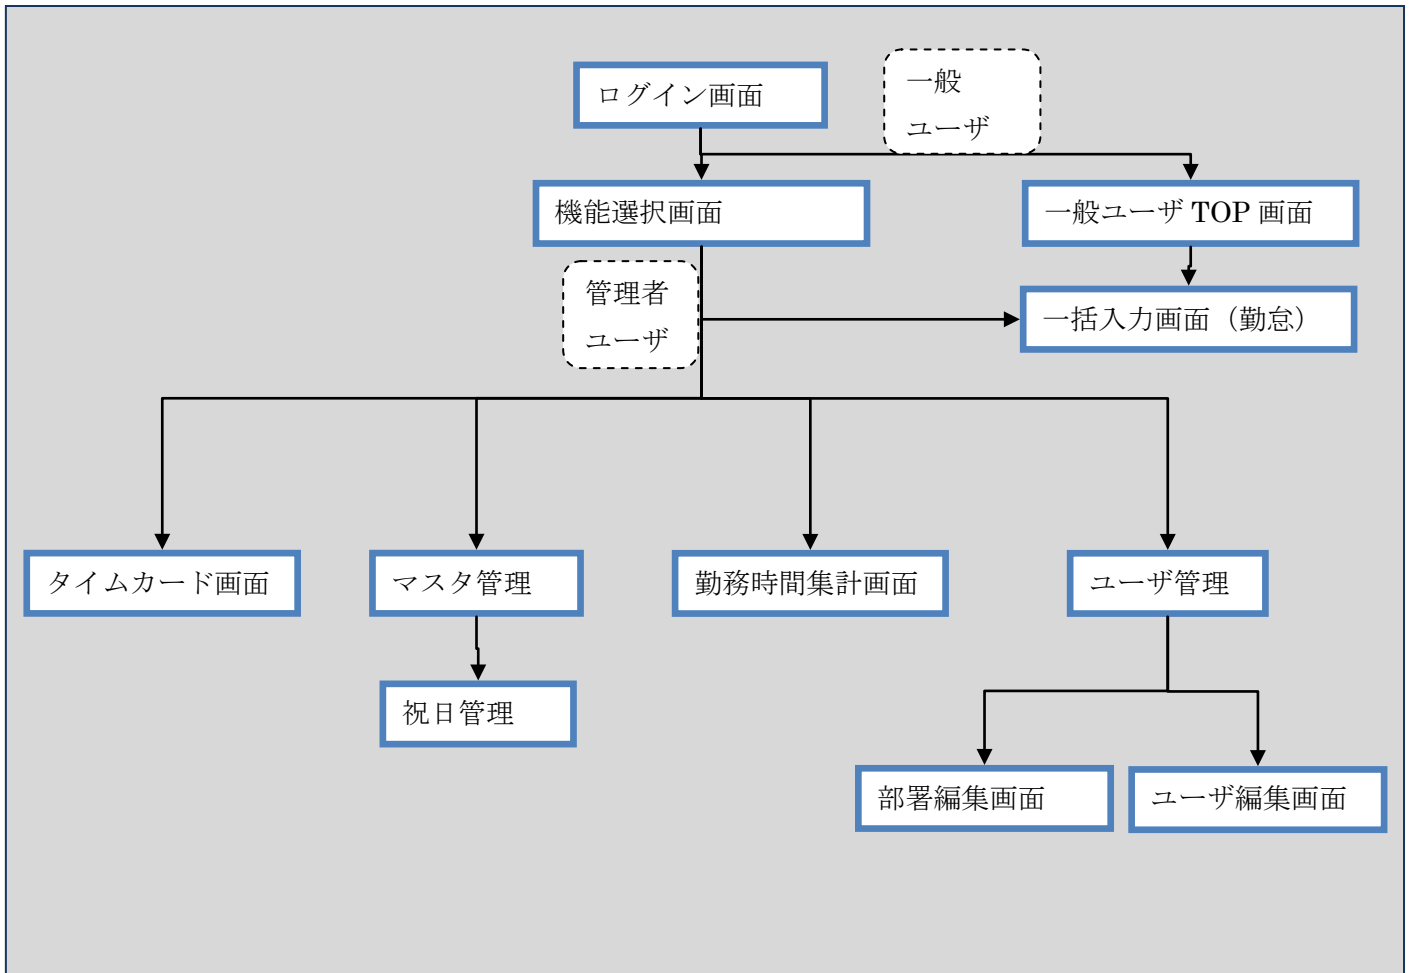 ログイン画面
一般
ユーザ
機能選択画面
一般ユーザ TOP 画面
管理者
ユーザ
一括入力画面（勤怠）
タイムカード画面
マスタ管理
勤務時間集計画面
ユーザ管理
祝日管理
部署編集画面
ユーザ編集画面